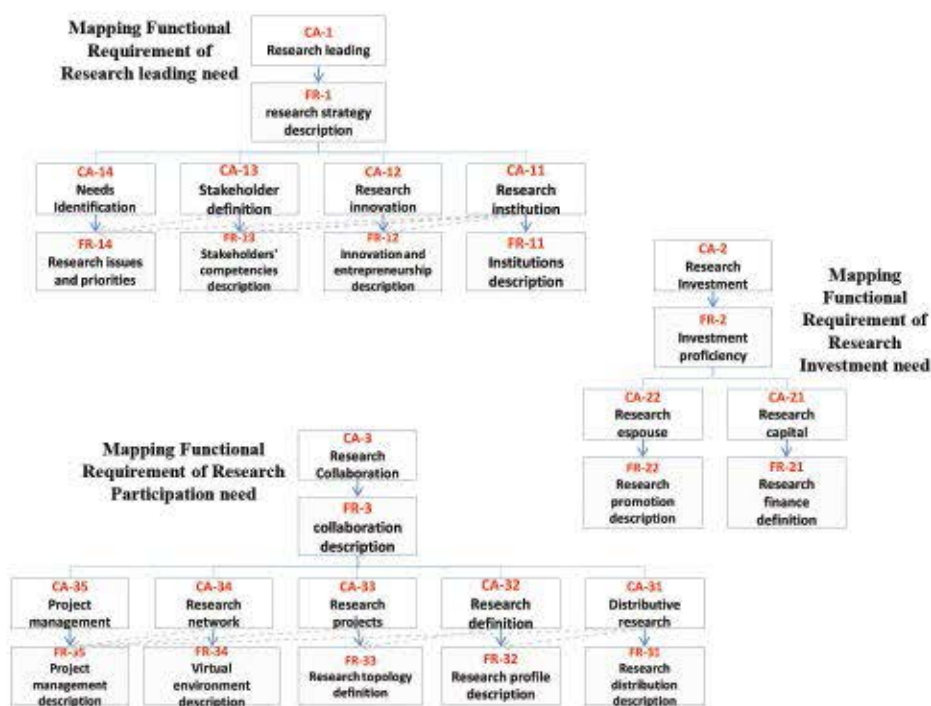 Mapping Functional
Requirement of
Research leading need
CA-1
Research leading
FR-1
research strategy
description
CA-14
Needs
Identification
CA-13
Stakeholder
definition
CA-12
Research
innovation
CA-11
Research
institution
FR-14
Research issues
and priorities
FR-13
Stakeholders'
competencies
description
FR-12
Innovation and
entrepreneurship
description
FR-11
Institutions
description
CA-2
Research
Investment
FR-2
Investment
proficiency
Mapping
Functional
Requirement of
Research
Investment need
CA-22
Research
espouse
CA-21
Research
capital
FR-22
Research
promotion
description
FR-21
Research
finance
definition
Mapping Functional
Requirement of Research
Participation need
CA-3
Research
Collaboration
FR-3
collaboration
description
CA-35
Project
management
CA-34
Research
network
CA-33
Research
projects
CA-32
Research
definition
CA-31
Distributive
research
FR-35
Project
management
description
FR-34
Virtual
environment
description
FR-33
Research topology
definition
FR-32
Research profile
description
FR-31
Research
distribution
description